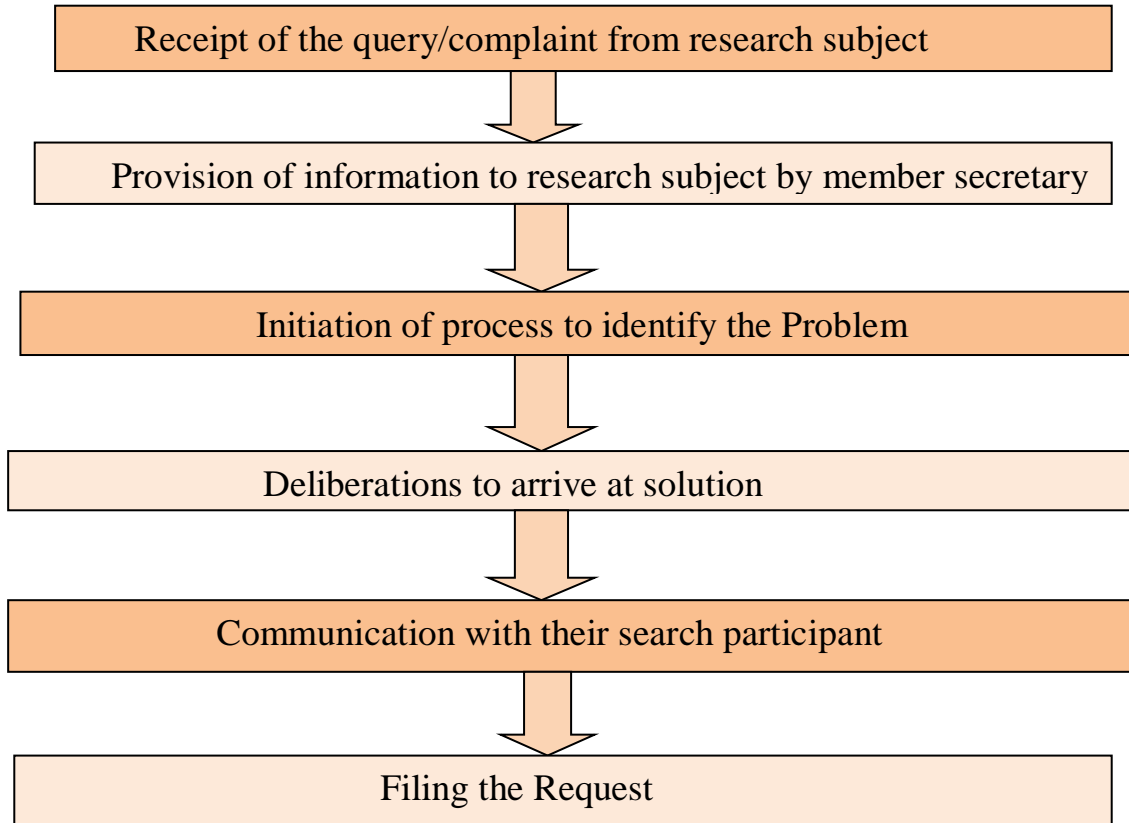 Receipt of the query/complaint from research subject
Provision of information to research subject by member secretary
Initiation of process to identify the Problem
Deliberations to arrive at solution
Communication with their search participant
Filing the Request